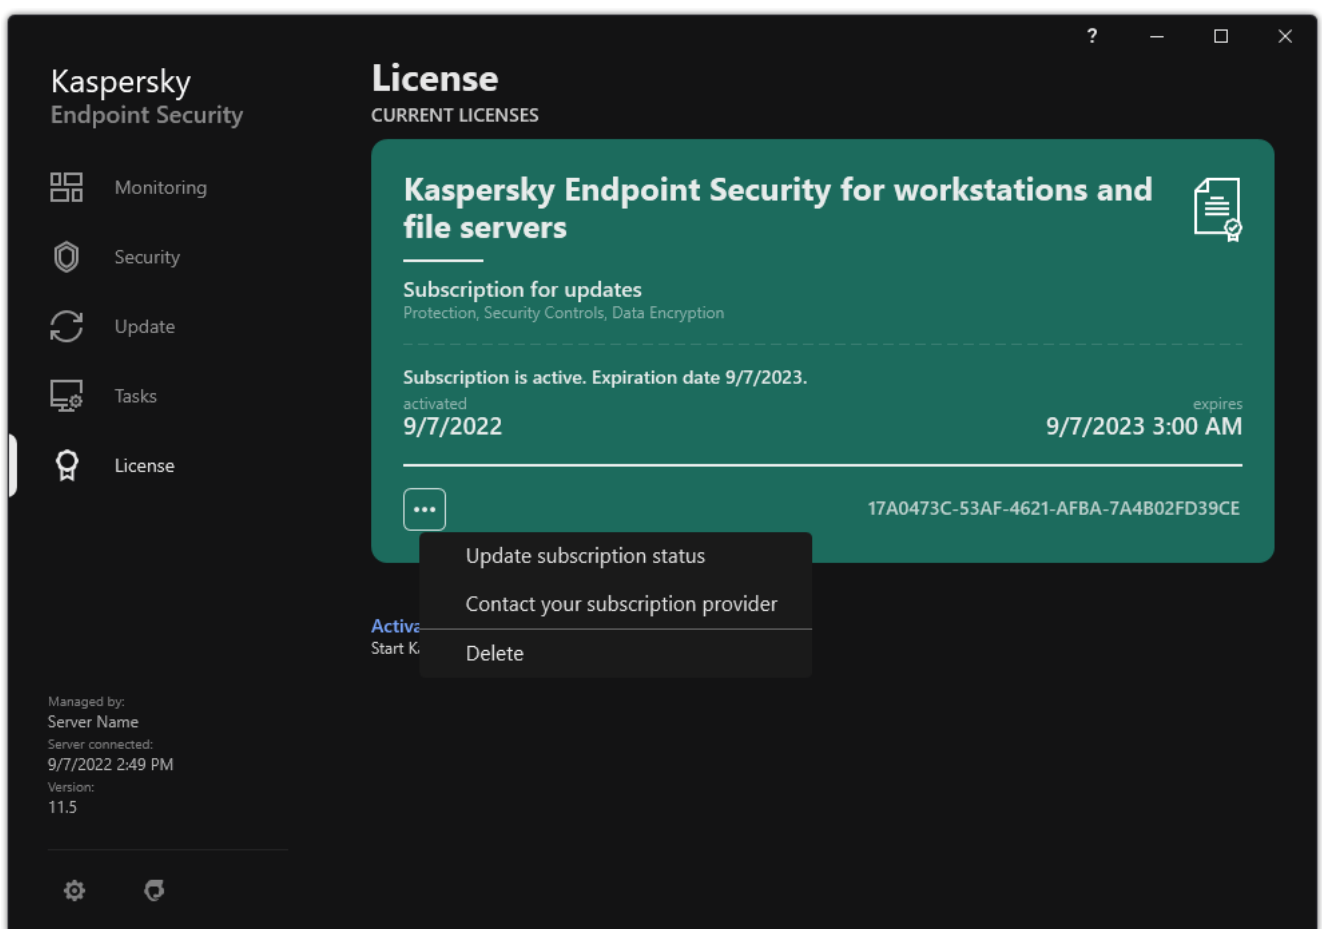 ?
Kaspersky
Endpoint Security
Monitoring
Security
Update
Tasks
License
Managed by:
Server Name
Server connected:
9/7/2022 2:49 PM
Version:
11.5
License
CURRENT LICENSES
Kaspersky Endpoint Security for workstations and
file servers
Subscription for updates
Protection, Security Controls, Data Encryption
Subscription is active. Expiration date 9/7/2023.
activated
expires
9/7/2022
9/7/2023 3:00 AM
17A0473C-53AF-4621-AFBA-7A4B02FD39CE
Update subscription status
Contact your subscription provider
Delete
Start